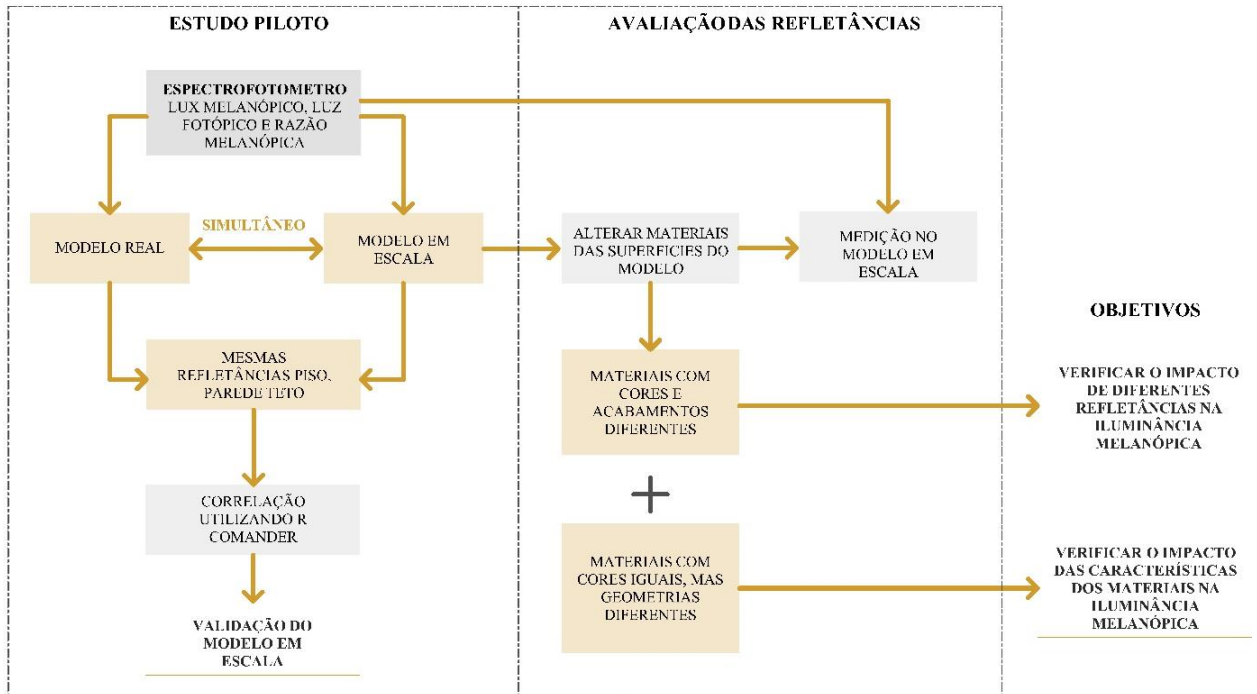 ESTUDO PILOTO
ESPECTROFOTOMETRO
LUX MELANÓPICO, LUZ
FOTÓPICO E RAZÃO
MELANÓPICA
MODELO REAL
SIMULTÂNEO
MODELO EM
ESCALA
MESMAS
REFLETÂNCIAS PISO,
PAREDE TETO
CORRELAÇÃO
UTILIZANDO R
COMANDER
VALIDAÇÃO DO
MODELO EM
ESCALA
AVALIAÇÃO DAS REFLETÂNCIAS
ALTERAR MATERIAIS
DAS SUPERFICIES DO
MODELO
MEDIÇÃO NO
MODELO EM
ESCALA
MATERIAIS COM
CORES E
ACABAMENTOS
DIFERENTES
+
MATERIAIS COM
CORES IGUAIS, MAS
GEOMETRIAS
DIFERENTES
OBJETIVOS
VERIFICAR O IMPACTO
DE DIFERENTES
REFLETÂNCIAS NA
ILUMINÂNCIA
MELANÓPICA
VERIFICAR O IMPACTO
DAS CARACTERÍSTICAS
DOS MATERIAIS NA
ILUMINÂNCIA
MELANÓPICA